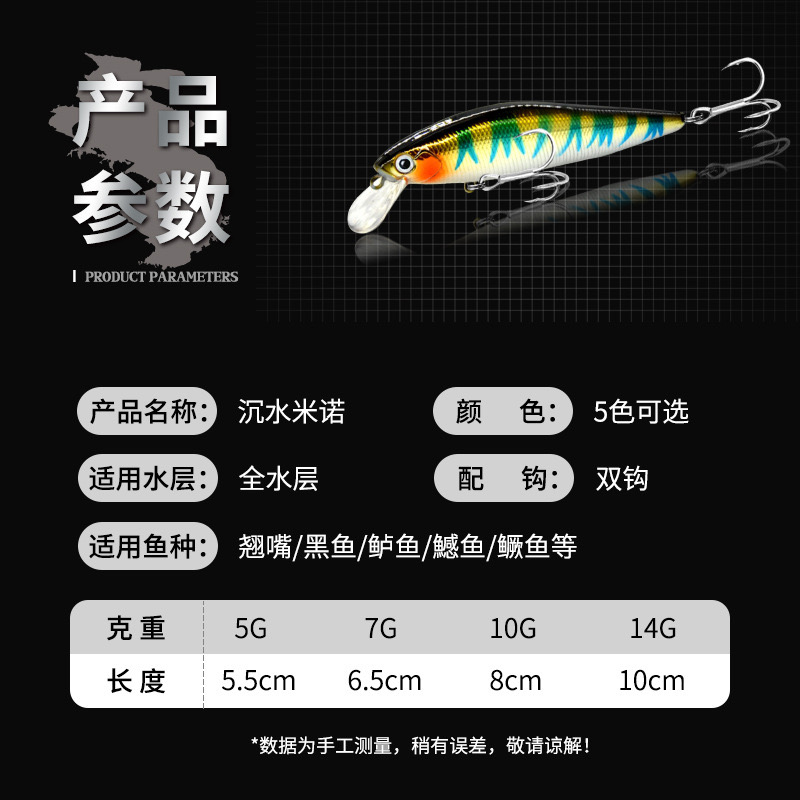 产品
参数
PRODUCT PARAMETERS
产品名称： 沉水米诺 颜 色： 5色可选
适用水层： 全水层 配 钩： 双钩
适用鱼种： 翘嘴/黑鱼/鲈鱼/鳡鱼/鳜鱼等
克重 5G 7G 10G 14G
长度 5.5cm 6.5cm 8cm 10cm
*数据为手工测量，稍有误差，敬请谅解！